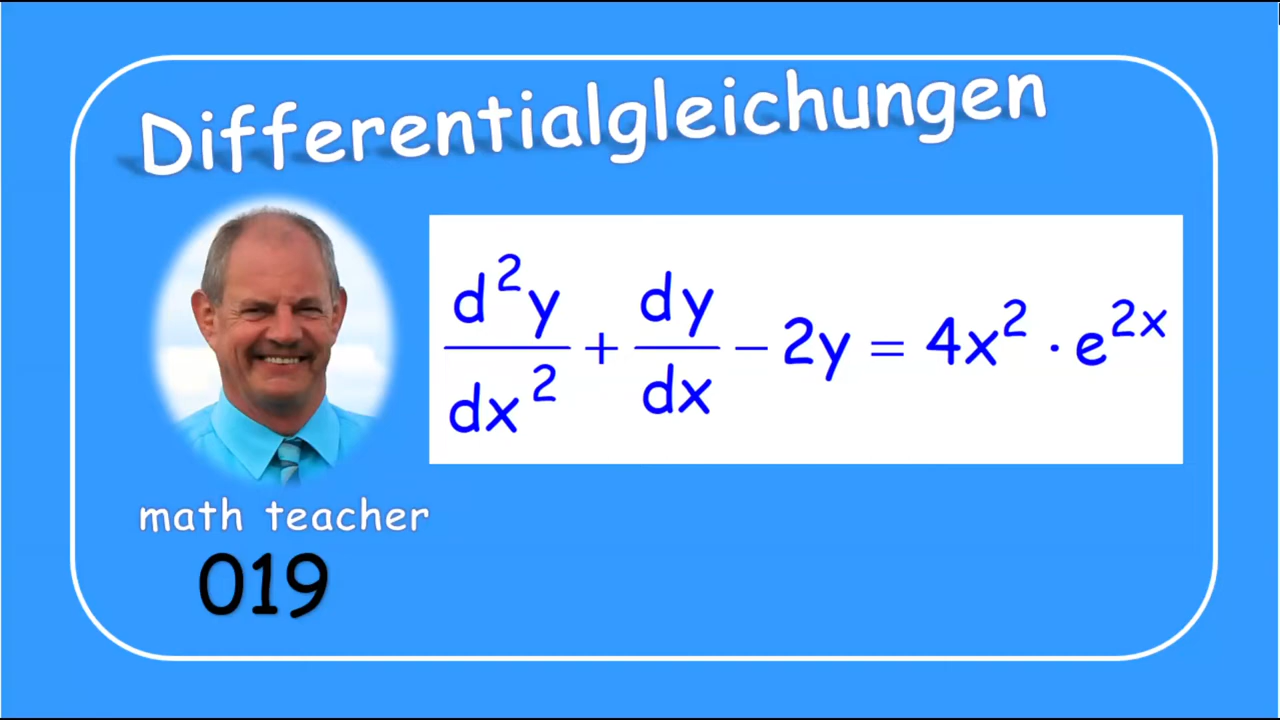 Differentialgleichungen
d²y/dx² + dy/dx − 2y = 4x² · e^{2x}
math teacher
019